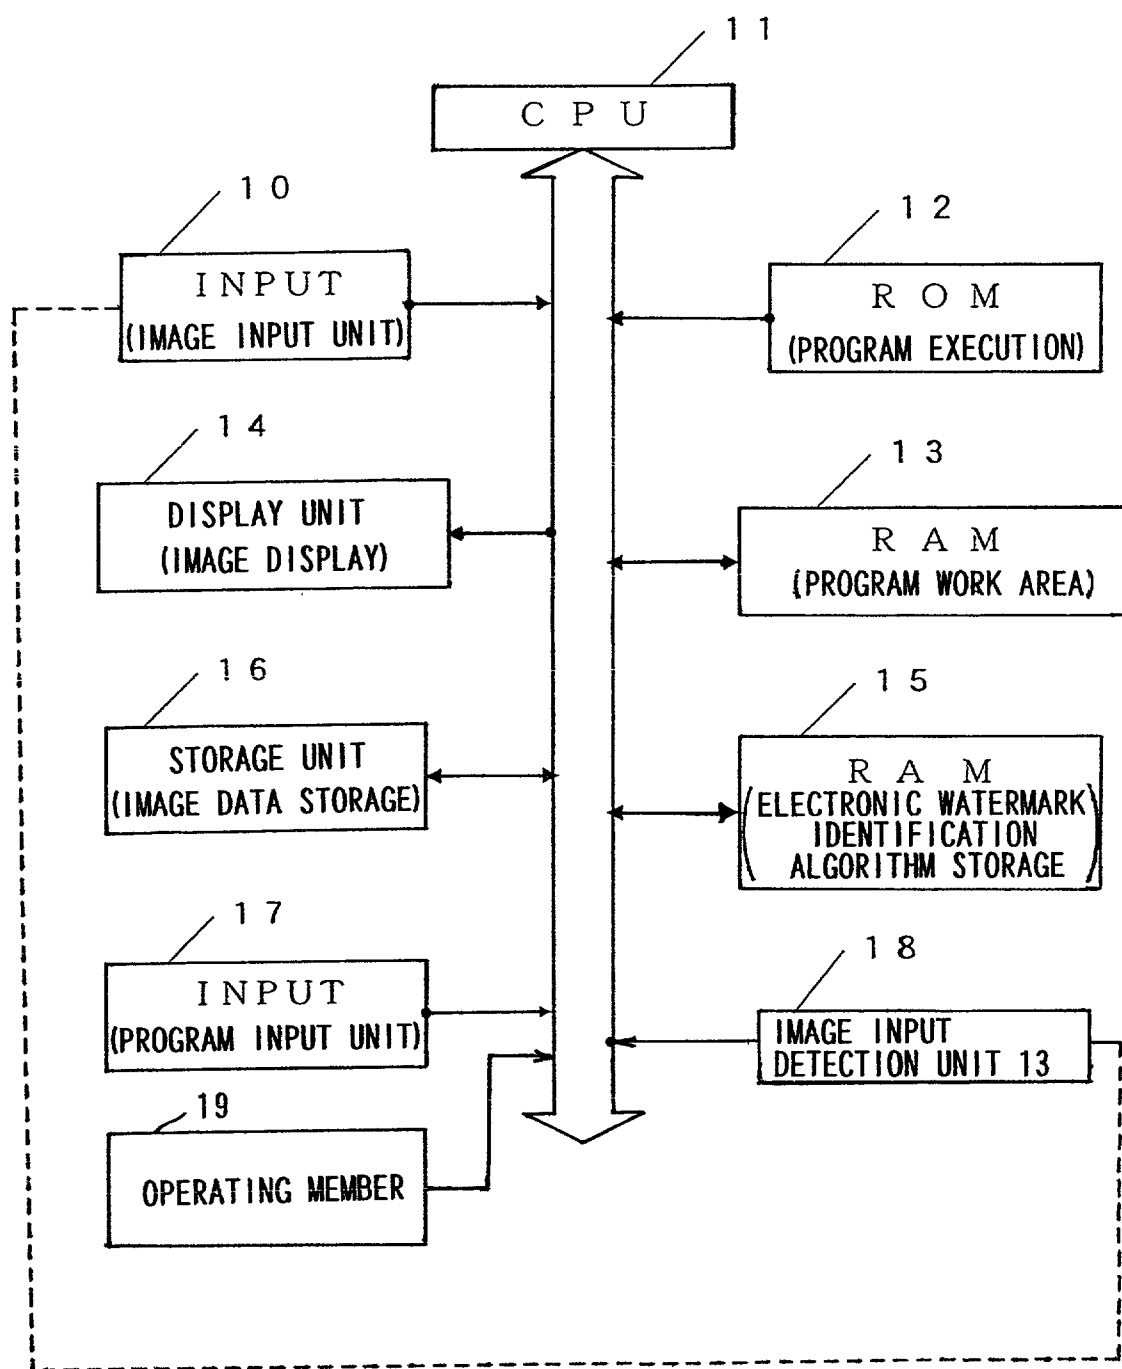 11
CPU
10
INPUT
(IMAGE INPUT UNIT)
12
ROM
(PROGRAM EXECUTION)
14
DISPLAY UNIT
(IMAGE DISPLAY)
13
RAM
(PROGRAM WORK AREA)
16
STORAGE UNIT
(IMAGE DATA STORAGE)
15
RAM
(ELECTRONIC WATERMARK
IDENTIFICATION
ALGORITHM STORAGE)
17
INPUT
(PROGRAM INPUT UNIT)
18
IMAGE INPUT
DETECTION UNIT 13
19
OPERATING MEMBER